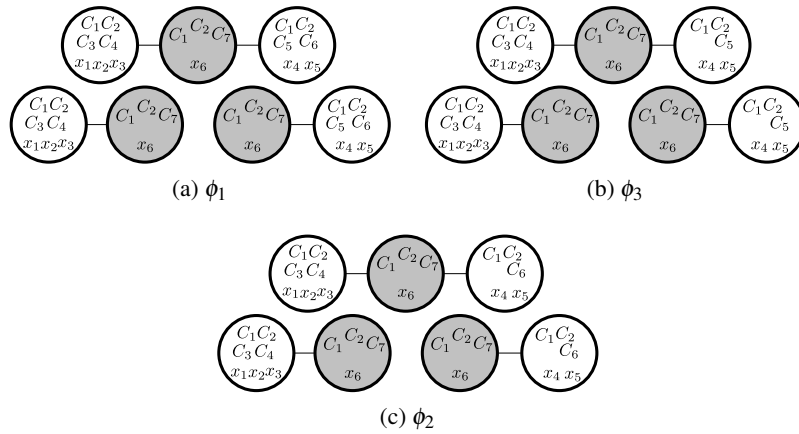 C₁C₂ C₃C₄ x₁x₂x₃ C₁ C₂ C₇ x₆ C₁C₂ C₅ C₆ x₄ x₅
C₁C₂ C₃C₄ x₁x₂x₃ C₁ C₂ C₇ x₆ C₁ C₂ C₇ x₆ C₁C₂ C₅ C₆ x₄ x₅
(a) ϕ₁
C₁C₂ C₃C₄ x₁x₂x₃ C₁ C₂ C₇ x₆ C₁C₂ C₅ x₄ x₅
C₁C₂ C₃C₄ x₁x₂x₃ C₁ C₂ C₇ x₆ C₁ C₂ C₇ x₆ C₁C₂ C₅ x₄ x₅
(b) ϕ₃
C₁C₂ C₃C₄ x₁x₂x₃ C₁ C₂ C₇ x₆ C₁C₂ C₆ x₄ x₅
C₁C₂ C₃C₄ x₁x₂x₃ C₁ C₂ C₇ x₆ C₁ C₂ C₇ x₆ C₁C₂ C₆ x₄ x₅
(c) ϕ₂